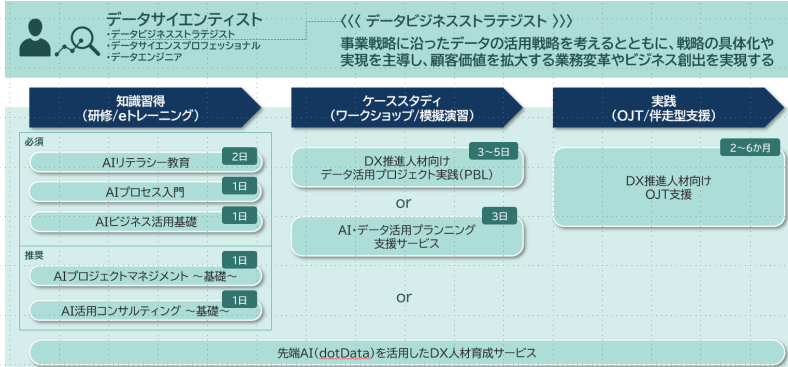 データサイエンティスト
・データビジネスストラテジスト
・データサイエンスプロフェッショナル
・データエンジニア
〈〈〈 データビジネスストラテジスト 〉〉〉
事業戦略に沿ったデータの活用戦略を考えるとともに、戦略の具体化や
実現を主導し、顧客価値を拡大する業務変革やビジネス創出を実現する
知識習得
（研修/eトレーニング）
必須
2日
AIリテラシー教育
1日
AIプロセス入門
1日
AIビジネス活用基礎
推奨
1日
AIプロジェクトマネジメント ～基礎～
1日
AI活用コンサルティング ～基礎～
ケーススタディ
（ワークショップ/模擬演習）
3～5日
DX推進人材向け
データ活用プロジェクト実践（PBL）
or
3日
AI・データ活用プランニング
支援サービス
or
実践
（OJT/伴走型支援）
2～6か月
DX推進人材向け
OJT支援
先端AI（dotData）を活用したDX人材育成サービス